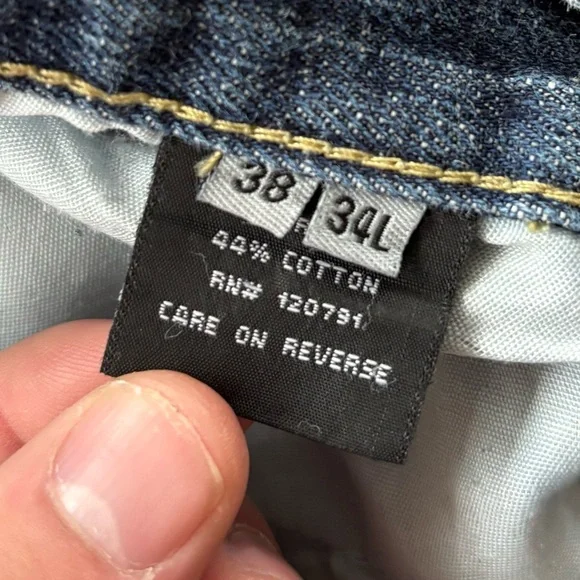 38 34L
44% COTTON
RN# 120791
CARE ON REVERSE